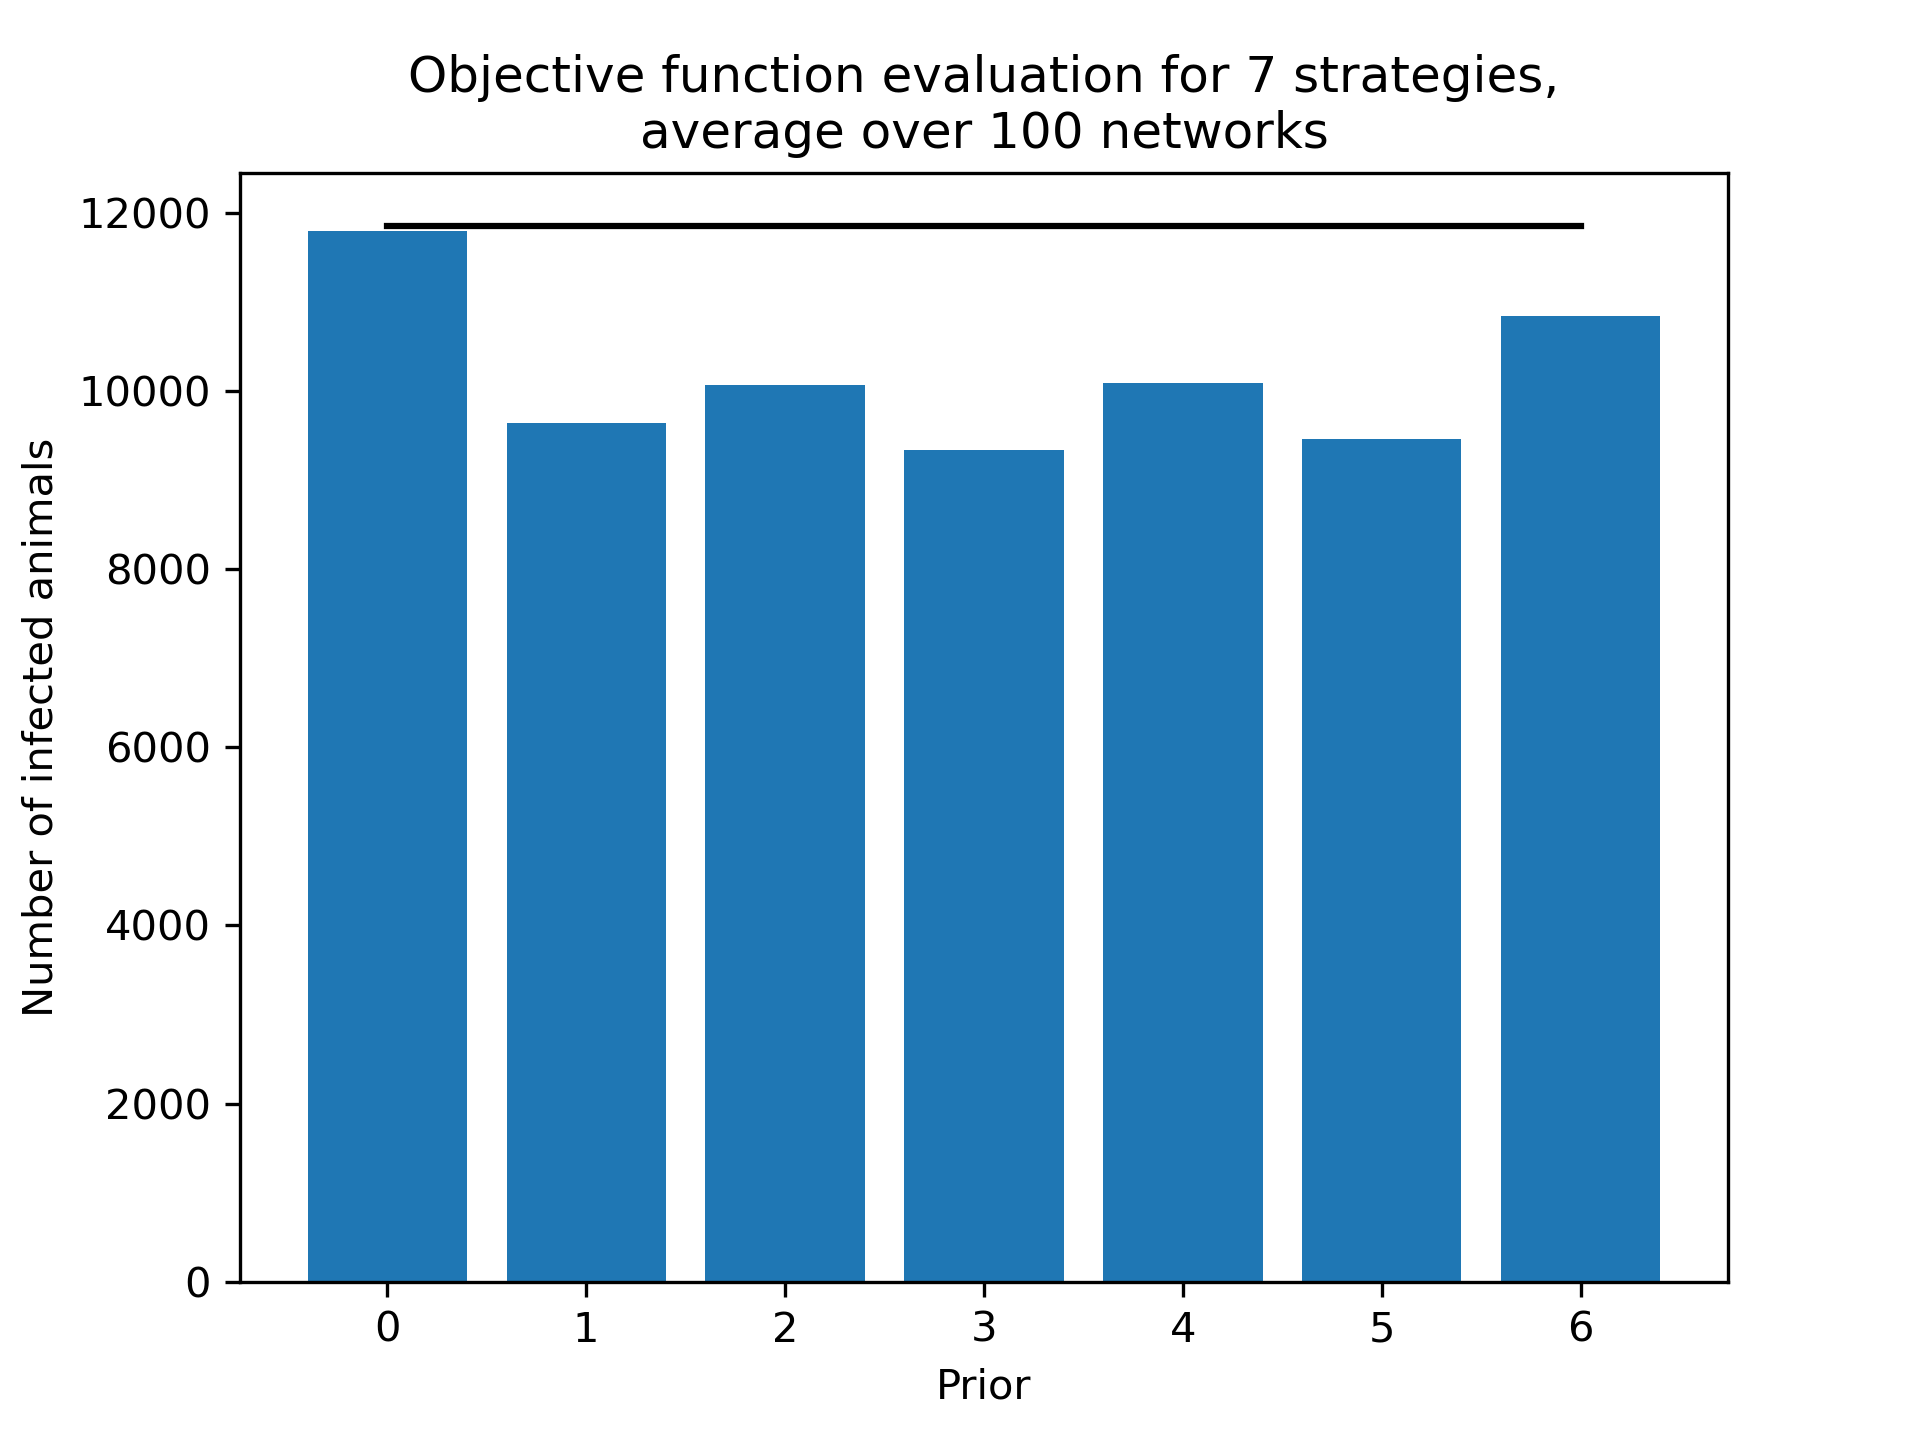 Objective function evaluation for 7 strategies,
average over 100 networks
12000
10000
8000
6000
4000
2000
0
Number of infected animals
0 1 2 3 4 5 6
Prior